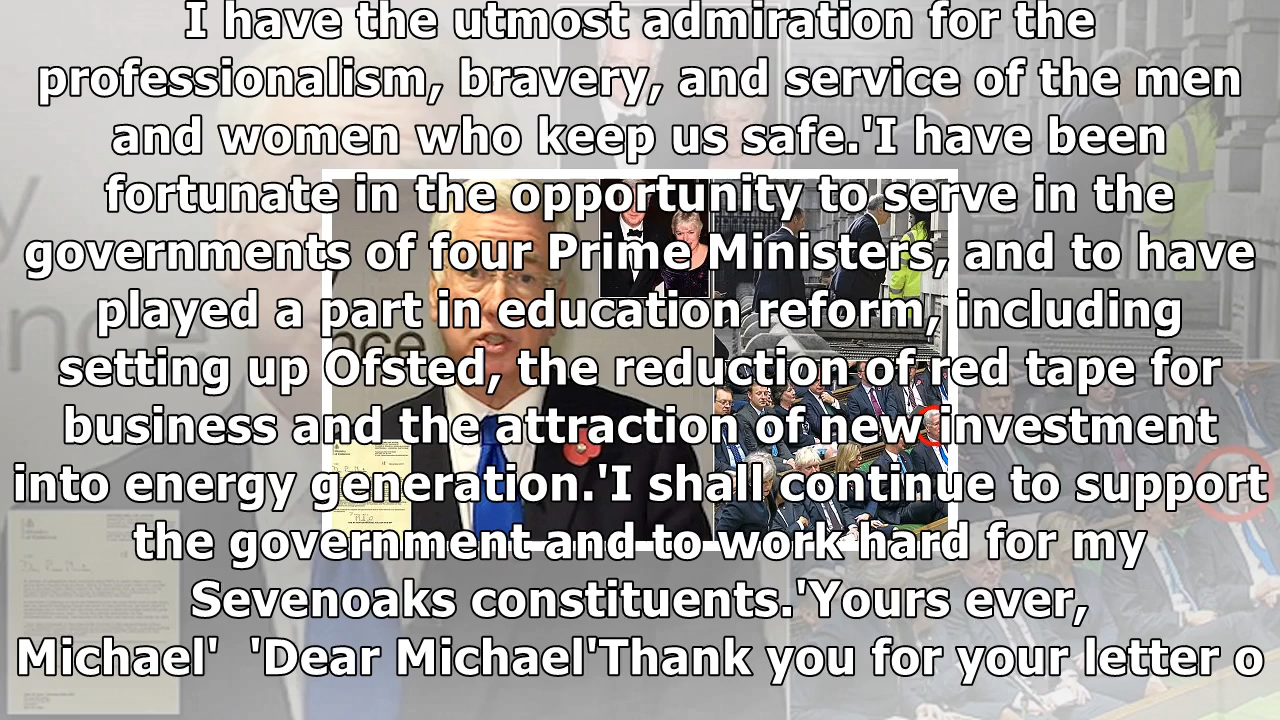 I have the utmost admiration for the
professionalism, bravery, and service of the men
and women who keep us safe.'I have been
fortunate in the opportunity to serve in the
governments of four Prime Ministers, and to have
played a part in education reform, including
setting up Ofsted, the reduction of red tape for
business and the attraction of new investment
into energy generation.'I shall continue to support
the government and to work hard for my
Sevenoaks constituents.'Yours ever,
Michael'  'Dear Michael'Thank you for your letter o